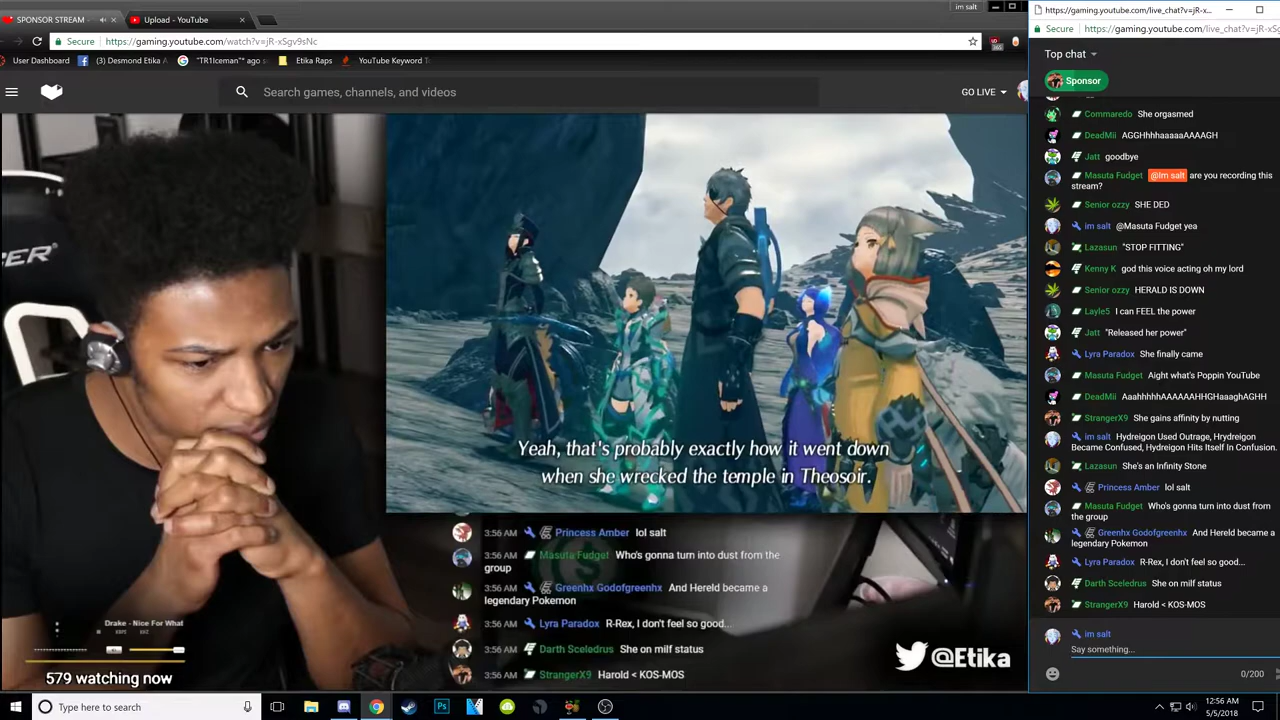 SPONSOR STREAM -
Upload - YouTube
im salt
Secure https://gaming.youtube.com/watch?v=jR-xSgv9sNc
User Dashboard (3) Desmond Etika "TR1Iceman"* ago s Etika Raps YouTube Keyword To
Search games, channels, and videos
GO LIVE
Yeah, that's probably exactly how it went down
when she wrecked the temple in Theosoir.
3:56 AM Princess Amber lol salt
3:56 AM Masuta Fudget Who's gonna turn into dust from the
group
3:56 AM Greenhx Godofgreenhx And Hereld became a
legendary Pokemon
3:56 AM Lyra Paradox R-Rex, I don't feel so good...
3:56 AM Darth Sceledrus She on milf status
3:56 AM StrangerX9 Harold < KOS-MOS
Drake - Nice For What
579 watching now
@Etika
https://gaming.youtube.com/live_chat?v=jR-x...
Secure https://gaming.youtube.com/live_chat?v=jR-xSg
Top chat
Sponsor
Commaredo She orgasmed
DeadMii AGGHhhhaaaaaAAAAGH
Jatt goodbye
Masuta Fudget @Im salt are you recording this
stream?
Senior ozzy SHE DED
im salt @Masuta Fudget yea
Lazasun "STOP FITTING"
Kenny K god this voice acting oh my lord
Senior ozzy HERALD IS DOWN
Layle5 I can FEEL the power
Jatt "Released her power"
Lyra Paradox She finally came
Masuta Fudget Aight what's Poppin YouTube
DeadMii AaahhhhhAAAAAAHHGHaaaghAGHH
StrangerX9 She gains affinity by nutting
im salt Hydreigon Used Outrage, Hrydreigon
Became Confused, Hydreigon Hits Itself In Confusion.
Lazasun She's an Infinity Stone
Princess Amber lol salt
Masuta Fudget Who's gonna turn into dust from
the group
Greenhx Godofgreenhx And Hereld became a
legendary Pokemon
Lyra Paradox R-Rex, I don't feel so good...
Darth Sceledrus She on milf status
StrangerX9 Harold < KOS-MOS
im salt
Say something...
0/200
Type here to search
12:56 AM
5/5/2018